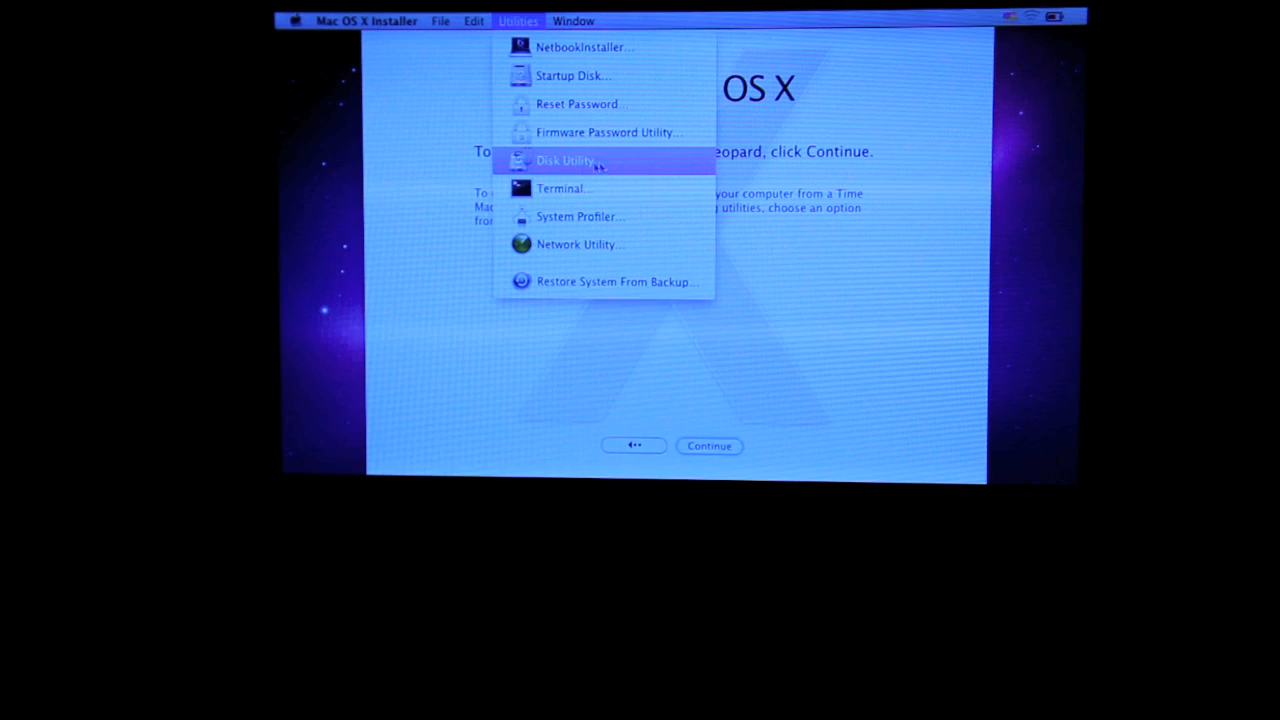 Mac OS X Installer File Edit Utilities Window
NetbookInstaller...
Startup Disk...
Reset Password...
Firmware Password Utility...
Disk Utility...
Terminal...
System Profiler...
Network Utility...
Restore System From Backup...
OS X
To eopard, click Continue.
To your computer from a Time
Mac utilities, choose an option
from
Continue